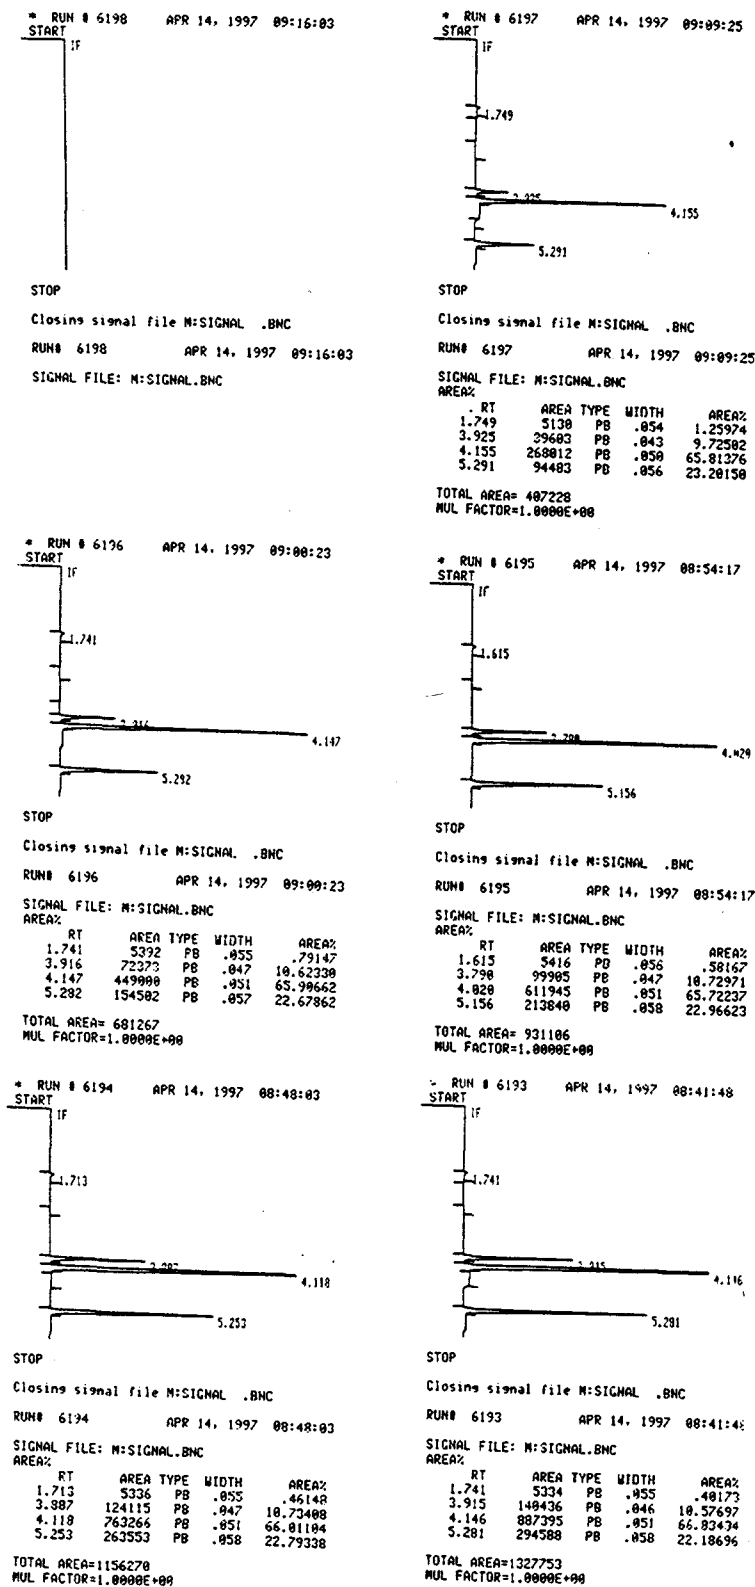 * RUN # 6198 APR 14, 1997 09:16:03
START
IF
STOP
Closing signal file M:SIGNAL .BNC
RUN# 6198 APR 14, 1997 09:16:03
SIGNAL FILE: M:SIGNAL.BNC
* RUN # 6197 APR 14, 1997 09:09:25
START
IF
1.749
3.925
4.155
5.291
STOP
Closing signal file M:SIGNAL .BNC
RUN# 6197 APR 14, 1997 09:09:25
SIGNAL FILE: M:SIGNAL.BNC
AREA%
RT AREA TYPE WIDTH AREA%
1.749 5130 PB .054 1.25974
3.925 39603 PB .043 9.72502
4.155 268012 PB .050 65.81376
5.291 94483 PB .056 23.20150
TOTAL AREA= 407228
MUL FACTOR=1.0000E+00
* RUN # 6196 APR 14, 1997 09:00:23
START
IF
1.741
3.916
4.147
5.282
STOP
Closing signal file M:SIGNAL .BNC
RUN# 6196 APR 14, 1997 09:00:23
SIGNAL FILE: M:SIGNAL.BNC
AREA%
RT AREA TYPE WIDTH AREA%
1.741 5392 PB .055 .79147
3.916 72373 PB .047 10.62330
4.147 449000 PB .051 65.90662
5.282 154502 PB .057 22.67862
TOTAL AREA= 681267
MUL FACTOR=1.0000E+00
* RUN # 6195 APR 14, 1997 08:54:17
START
IF
1.615
3.790
4.020
5.156
STOP
Closing signal file M:SIGNAL .BNC
RUN# 6195 APR 14, 1997 08:54:17
SIGNAL FILE: M:SIGNAL.BNC
AREA%
RT AREA TYPE WIDTH AREA%
1.615 5416 PB .056 .58167
3.790 99905 PB .047 10.72971
4.020 611945 PB .051 65.72237
5.156 213840 PB .058 22.96623
TOTAL AREA= 931106
MUL FACTOR=1.0000E+00
* RUN # 6194 APR 14, 1997 08:48:03
START
IF
1.713
3.887
4.118
5.253
STOP
Closing signal file M:SIGNAL .BNC
RUN# 6194 APR 14, 1997 08:48:03
SIGNAL FILE: M:SIGNAL.BNC
AREA%
RT AREA TYPE WIDTH AREA%
1.713 5336 PB .055 .46148
3.887 124115 PB .047 10.73408
4.118 763266 PB .051 66.01104
5.253 263553 PB .058 22.79338
TOTAL AREA=1156270
MUL FACTOR=1.0000E+00
* RUN # 6193 APR 14, 1997 08:41:48
START
IF
1.741
3.915
4.146
5.281
STOP
Closing signal file M:SIGNAL .BNC
RUN# 6193 APR 14, 1997 08:41:48
SIGNAL FILE: M:SIGNAL.BNC
AREA%
RT AREA TYPE WIDTH AREA%
1.741 5334 PB .055 .40173
3.915 140436 PB .046 10.57697
4.146 887395 PB .051 66.83434
5.281 294588 PB .058 22.18696
TOTAL AREA=1327753
MUL FACTOR=1.0000E+00